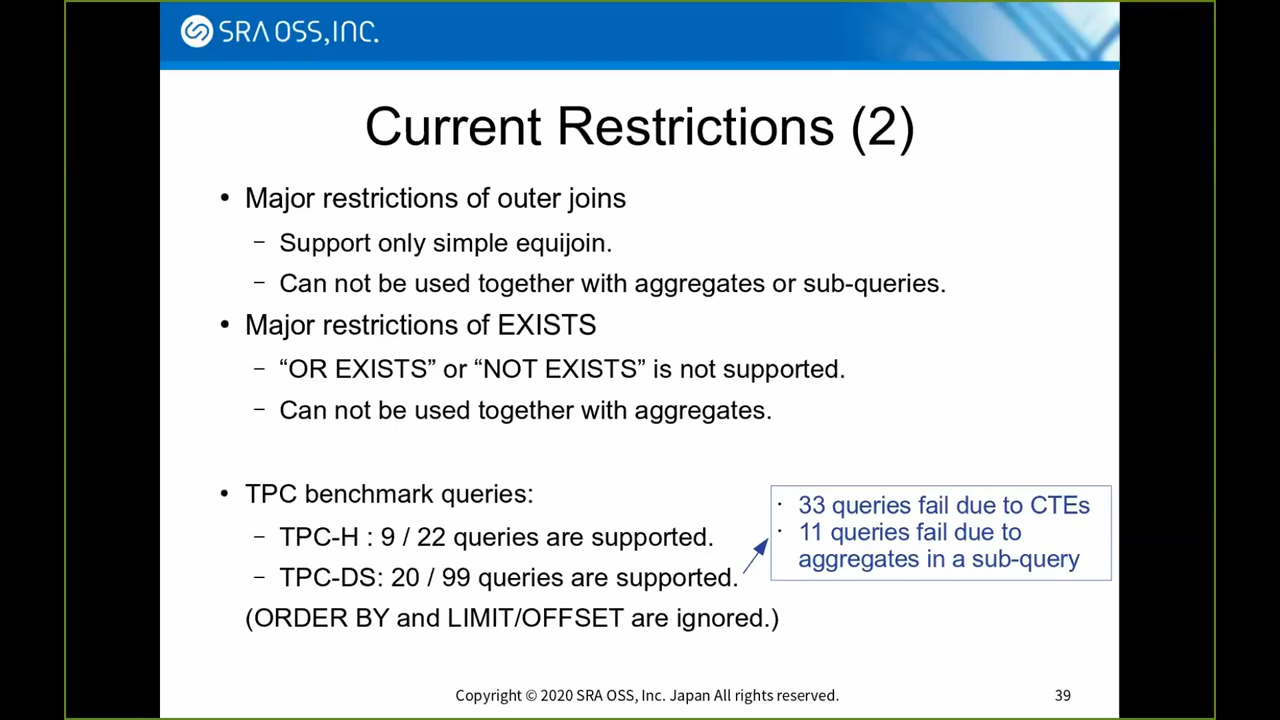 SRA OSS, INC.
Current Restrictions (2)
• Major restrictions of outer joins
– Support only simple equijoin.
– Can not be used together with aggregates or sub-queries.
• Major restrictions of EXISTS
– “OR EXISTS” or “NOT EXISTS” is not supported.
– Can not be used together with aggregates.
• TPC benchmark queries:
– TPC-H : 9 / 22 queries are supported.
– TPC-DS: 20 / 99 queries are supported.
(ORDER BY and LIMIT/OFFSET are ignored.)
· 33 queries fail due to CTEs
· 11 queries fail due to
aggregates in a sub-query
Copyright © 2020 SRA OSS, Inc. Japan All rights reserved.
39